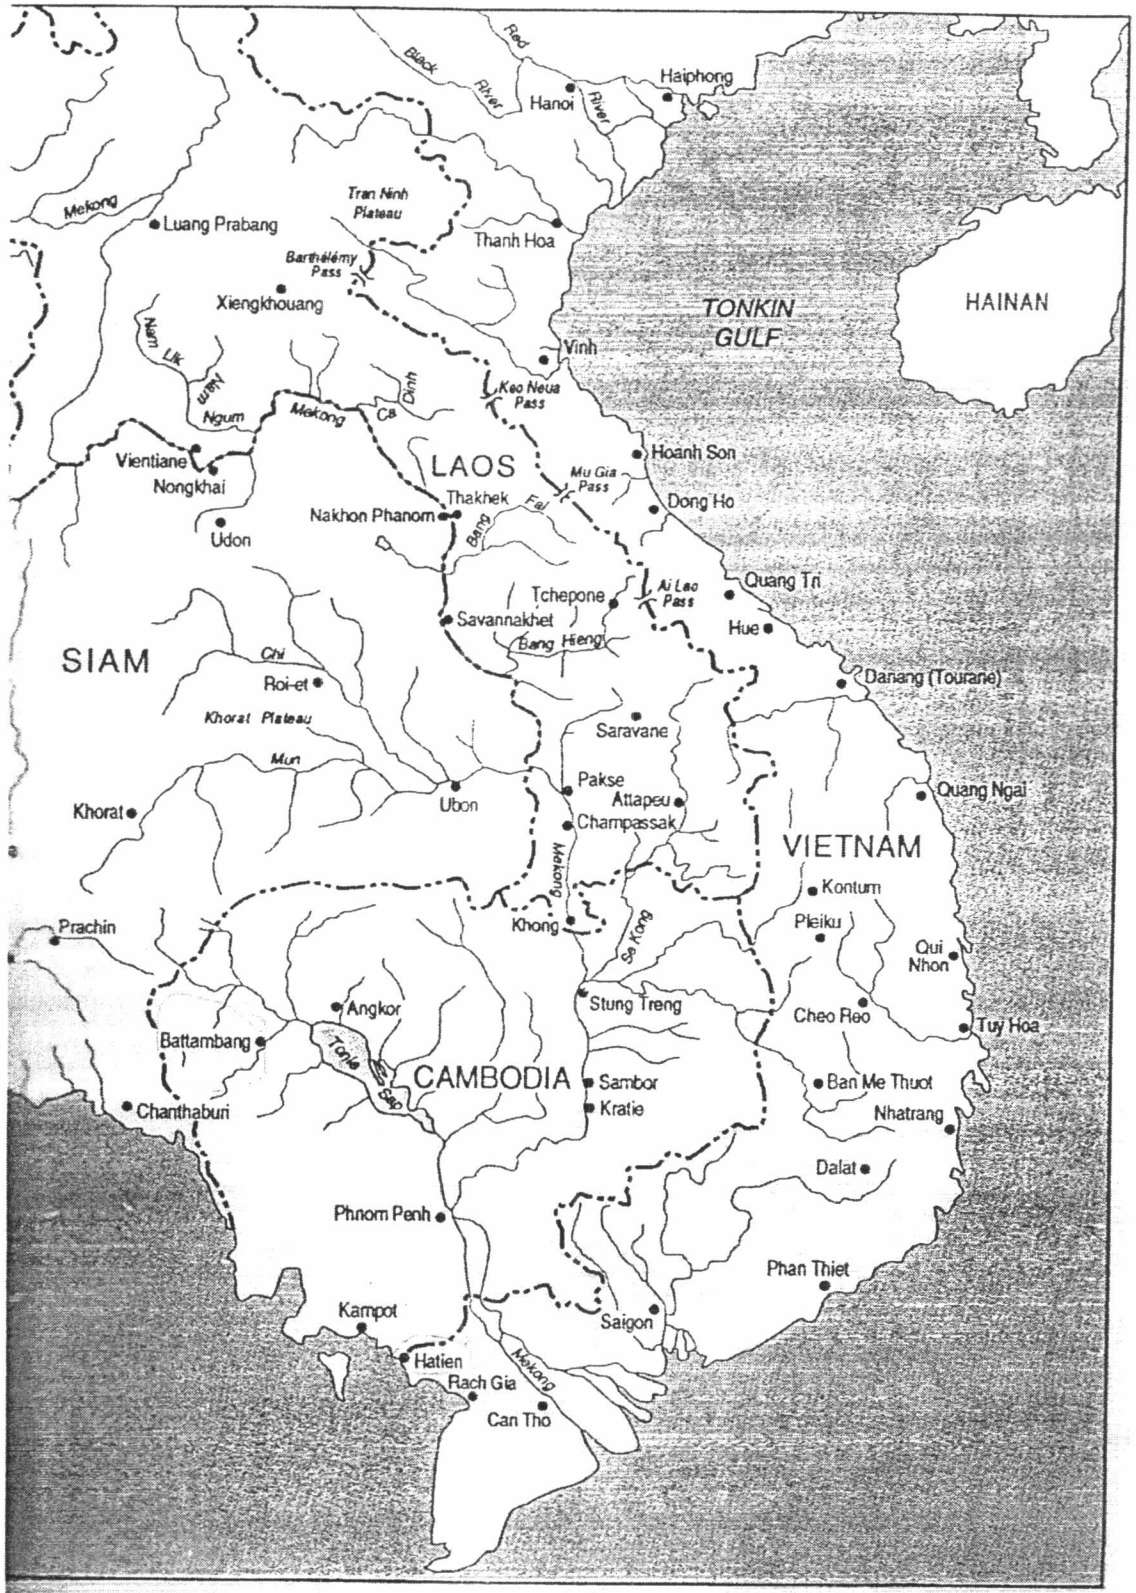 Red
Black
River
River
Hanoi
Haiphong
Mekong
Luang Prabang
Tran Ninh
Plateau
Thanh Hoa
Barthélémy
Pass
Xiengkhouang
TONKIN
GULF
HAINAN
Nam
Lik
Nam
Ngum
Vinh
Keo Neua
Pass
Mekong
Ca
Dinh
Vientiane
Nongkhai
LAOS
Hoanh Son
Mu Gia
Pass
Thakhek
Nakhon Phanom
Bang
Fai
Dong Ho
Udon
Quang Tri
Tchepone
Ai Lao
Pass
Savannakhet
Hue
Bang Hieng
SIAM
Chi
Roi-et
Danang (Tourane)
Khorat Plateau
Saravane
Mun
Ubon
Pakse
Attapeu
Quang Ngai
Khorat
Champassak
Mekong
VIETNAM
Kontum
Prachin
Khong
Se Kong
Pleiku
Qui
Nhon
Angkor
Stung Treng
Cheo Reo
Tuy Hoa
Battambang
Tonle
Sap
CAMBODIA
Sambor
Kratie
Ban Me Thuot
Chanthaburi
Nhatrang
Dalat
Phnom Penh
Phan Thiet
Kampot
Saigon
Hatien
Mekong
Rach Gia
Can Tho